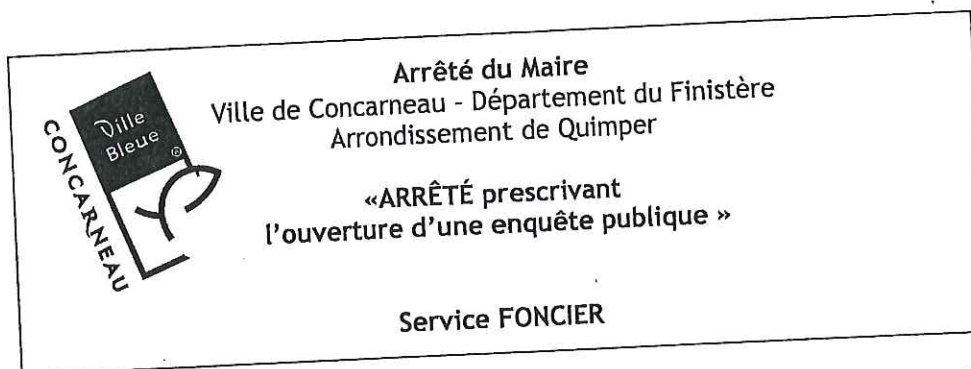 Ville
Bleue
®
CONCARNEAU
Arrêté du Maire
Ville de Concarneau - Département du Finistère
Arrondissement de Quimper
«ARRÊTÉ prescrivant
l'ouverture d'une enquête publique »
Service FONCIER